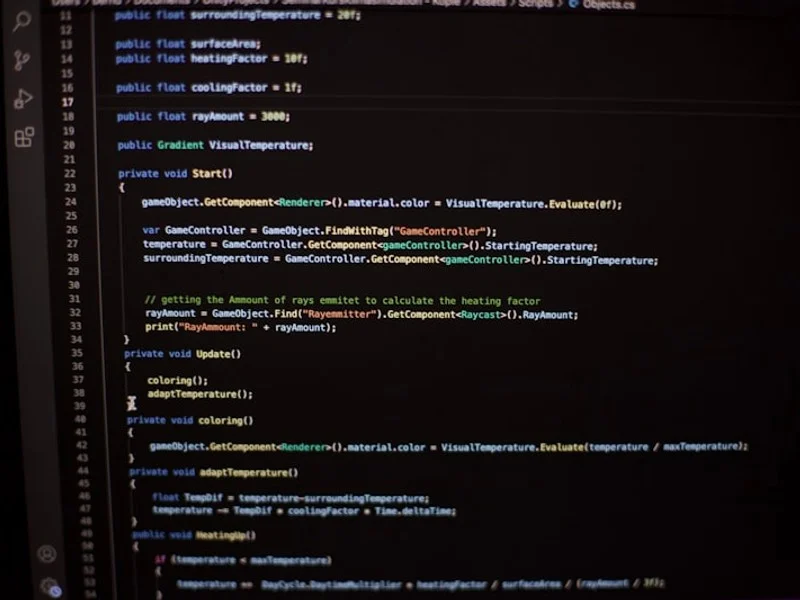 Users / Demo / Documents / UnityProjects / Assets / Scripts / Objects.cs
11 public float surroundingTemperature = 20f;
12
13 public float surfaceArea;
14 public float heatingFactor = 10f;
15
16 public float coolingFactor = 1f;
17
18 public float rayAmount = 3000;
19
20 public Gradient VisualTemperature;
21
22 private void Start()
23 {
24 gameObject.GetComponent<Renderer>().material.color = VisualTemperature.Evaluate(0f);
25
26 var GameController = GameObject.FindWithTag("GameController");
27 temperature = GameController.GetComponent<gameController>().StartingTemperature;
28 surroundingTemperature = GameController.GetComponent<gameController>().StartingTemperature;
29
30
31 // getting the Ammount of rays emmitet to calculate the heating factor
32 rayAmount = GameObject.Find("Rayemmitter").GetComponent<Raycast>().RayAmount;
33 print("RayAmmount: " + rayAmount);
34 }
35 private void Update()
36 {
37 coloring();
38 adaptTemperature();
39 }
40 private void coloring()
41 {
42 gameObject.GetComponent<Renderer>().material.color = VisualTemperature.Evaluate(temperature / maxTemperature);
43 }
44 private void adaptTemperature()
45 {
46 float TempDif = temperature-surroundingTemperature;
47 temperature -= TempDif * coolingFactor * Time.deltaTime;
48 }
49 public void HeatingUp()
50 {
51 if (temperature < maxTemperature)
52 {
53 temperature += DayCycle.DaytimeMultiplier * heatingFactor / surfaceArea / (rayAmount / 3f);
54 }